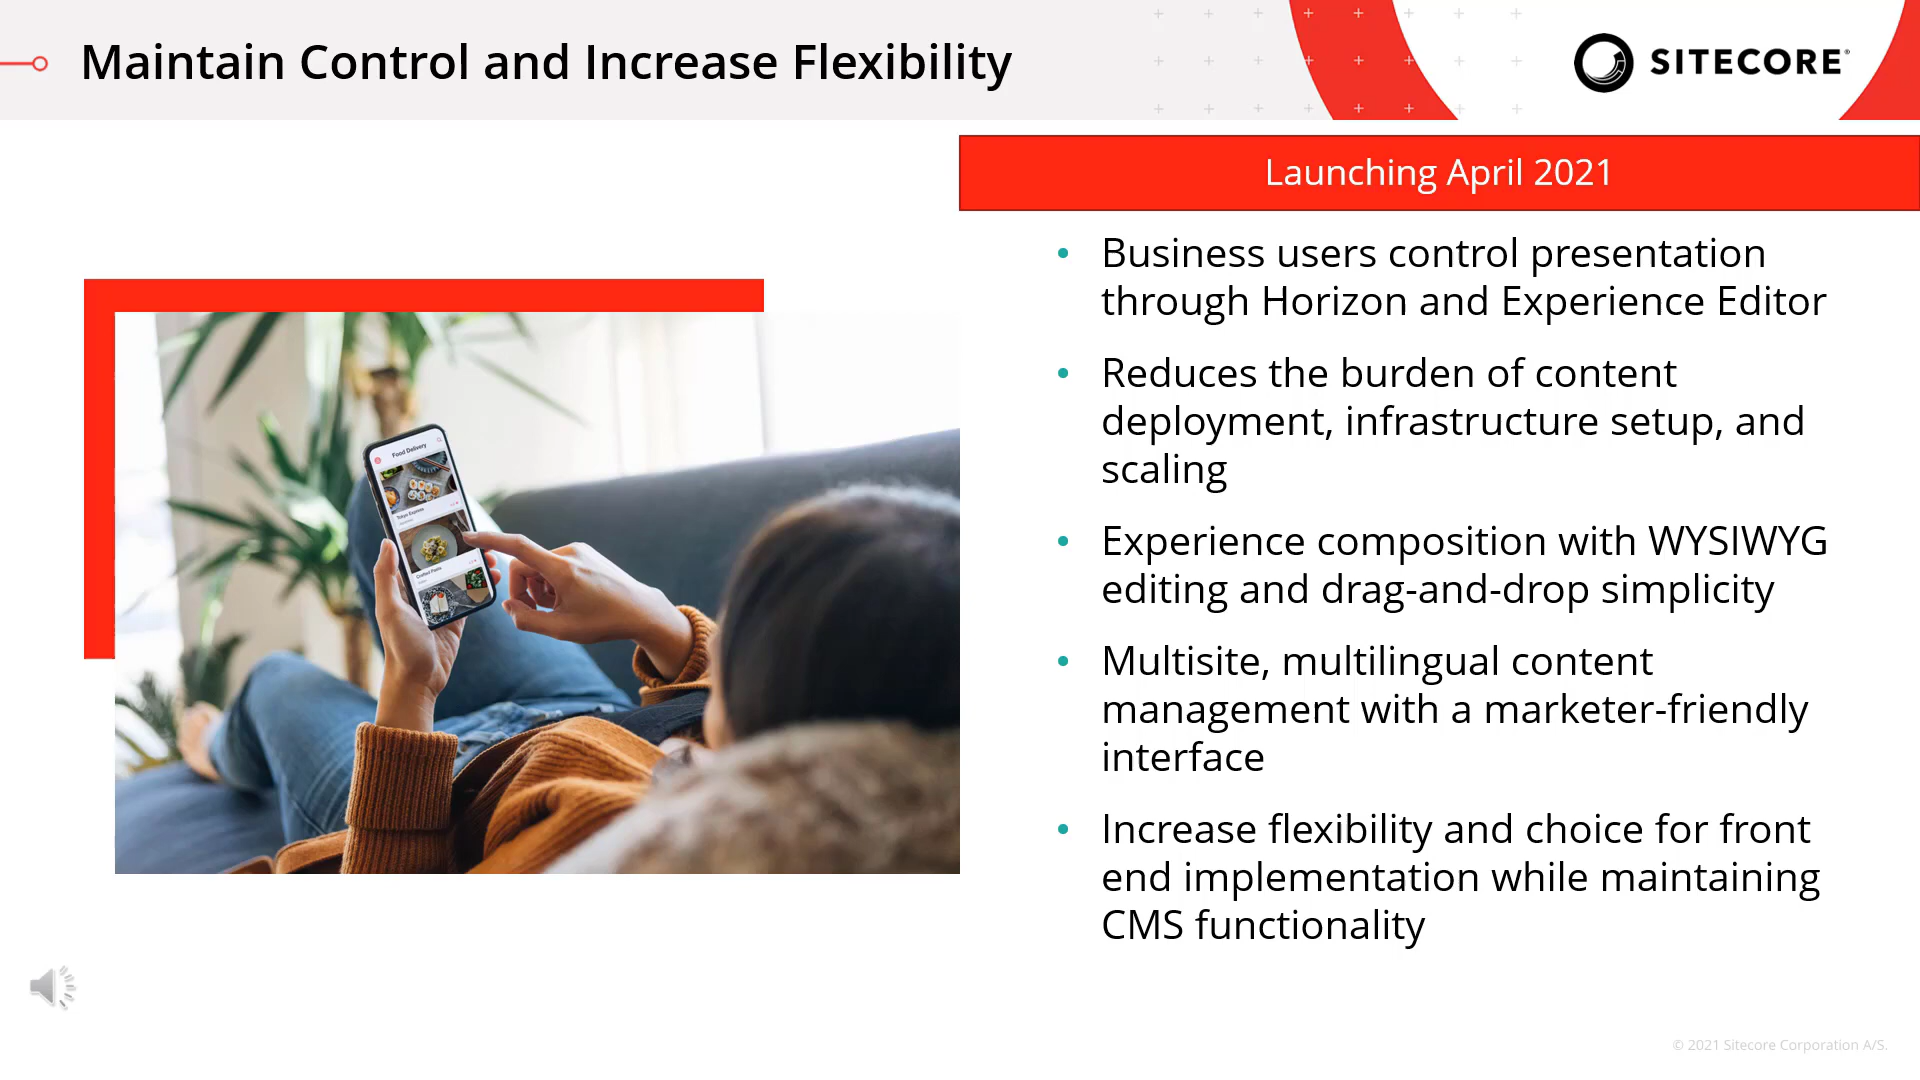 Maintain Control and Increase Flexibility
SITECORE
Launching April 2021
• Business users control presentation
through Horizon and Experience Editor
• Reduces the burden of content
deployment, infrastructure setup, and
scaling
• Experience composition with WYSIWYG
editing and drag-and-drop simplicity
• Multisite, multilingual content
management with a marketer-friendly
interface
• Increase flexibility and choice for front
end implementation while maintaining
CMS functionality
Food Delivery
© 2021 Sitecore Corporation A/S.